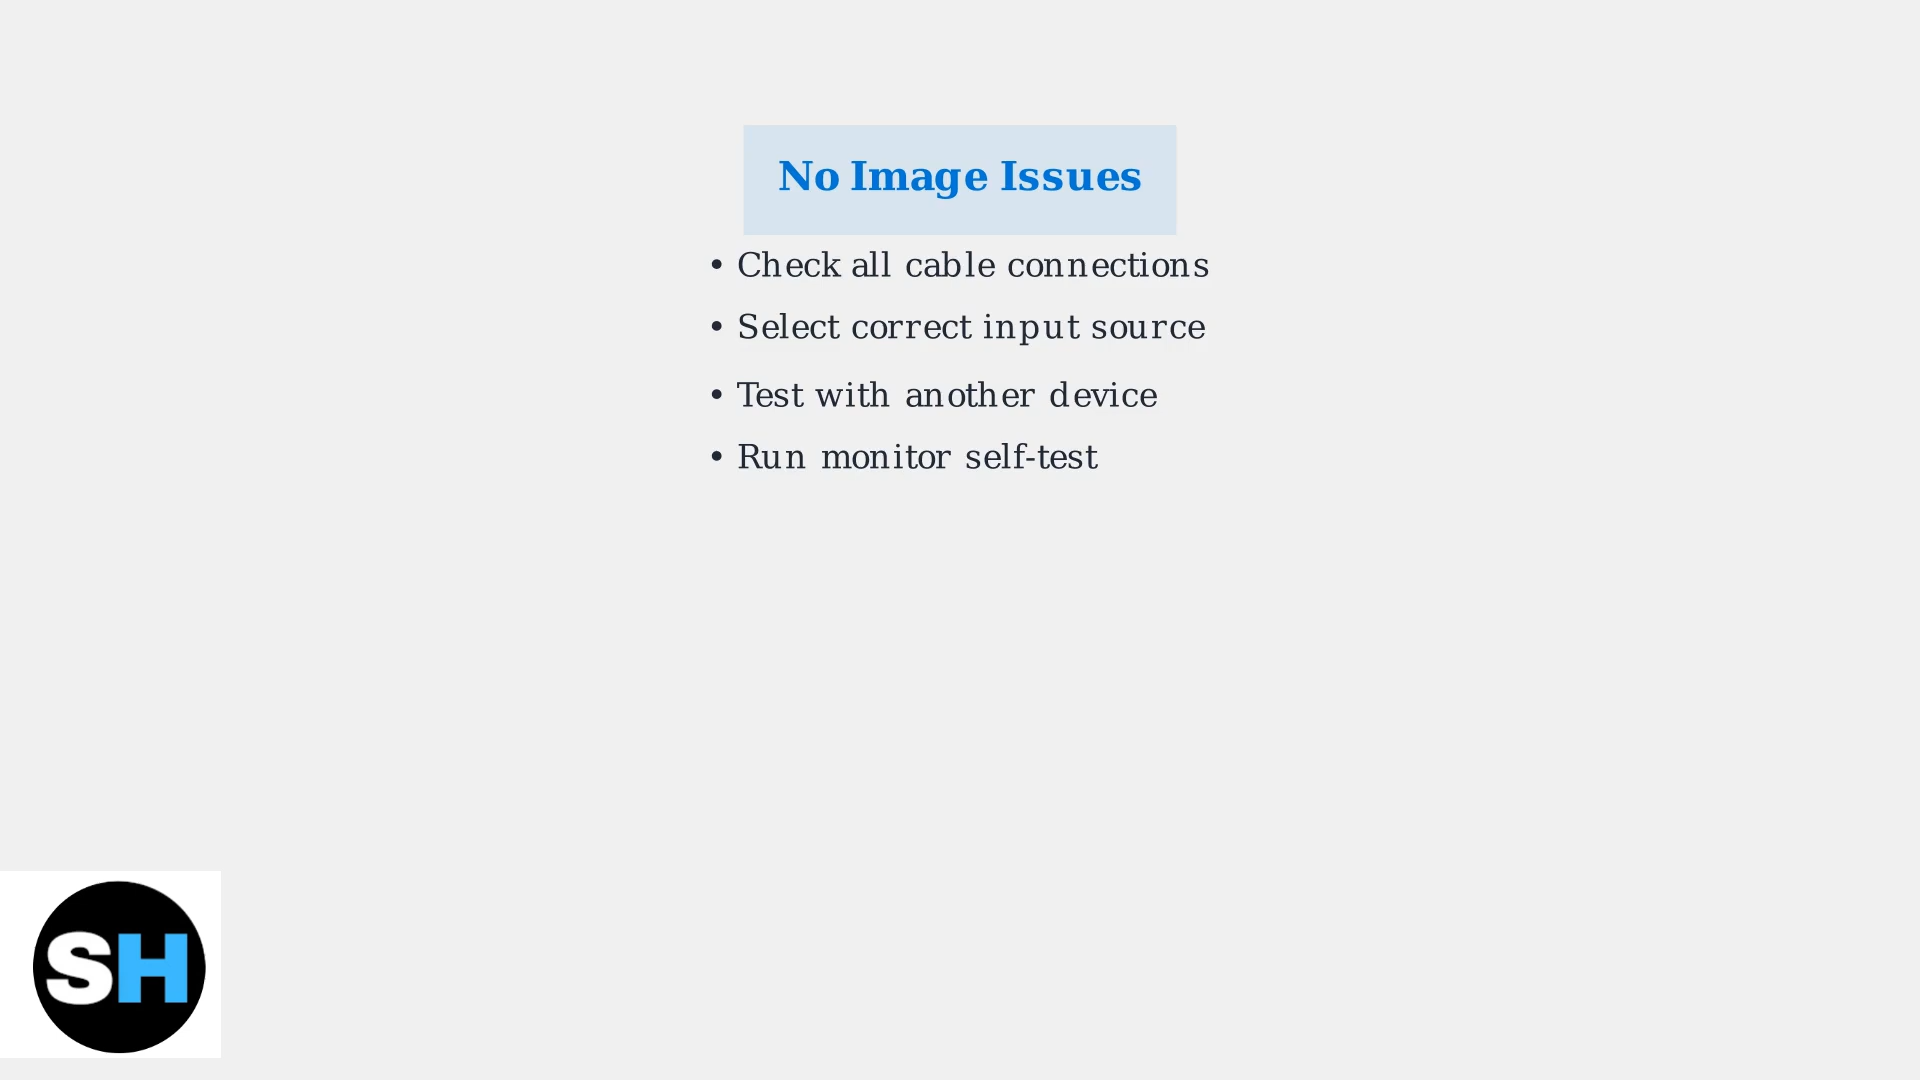 No Image Issues
• Check all cable connections
• Select correct input source
• Test with another device
• Run monitor self-test
SH